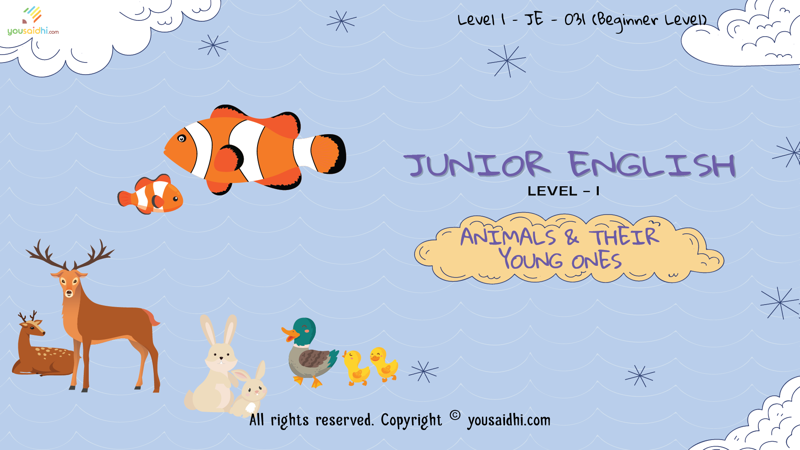 yousaidhi.com
Level 1 - JE - 031 (Beginner Level)
JUNIOR ENGLISH
LEVEL - I
ANIMALS & THEIR
YOUNG ONES
All rights reserved. Copyright © yousaidhi.com